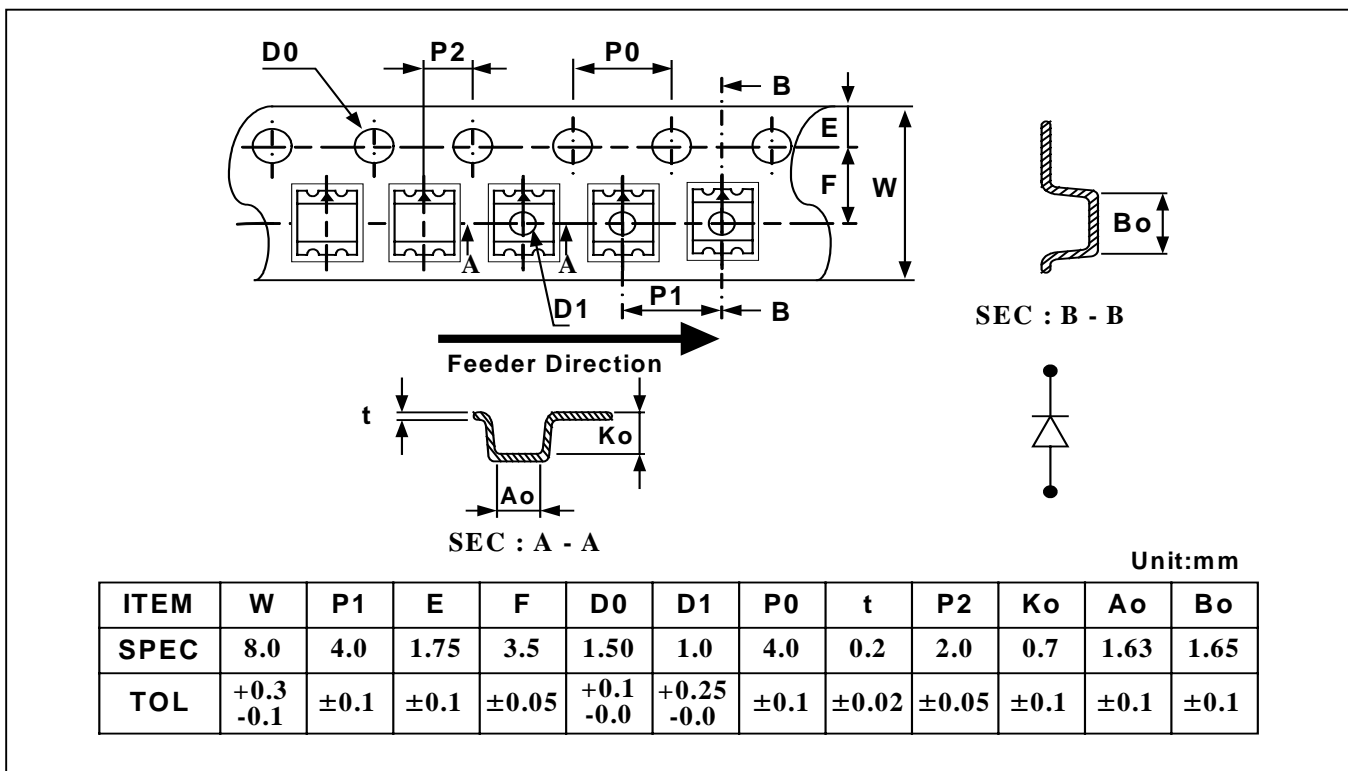 D0 P2 P0
B
E
F W
Bo
A A
P1
D1 B
SEC : B - B
Feeder Direction
t
Ko
Ao
SEC : A - A
Unit:mm
ITEM W P1 E F D0 D1 P0 t P2 Ko Ao Bo
SPEC 8.0 4.0 1.75 3.5 1.50 1.0 4.0 0.2 2.0 0.7 1.63 1.65
TOL +0.3 -0.1 ±0.1 ±0.1 ±0.05 +0.1 -0.0 +0.25 -0.0 ±0.1 ±0.02 ±0.05 ±0.1 ±0.1 ±0.1